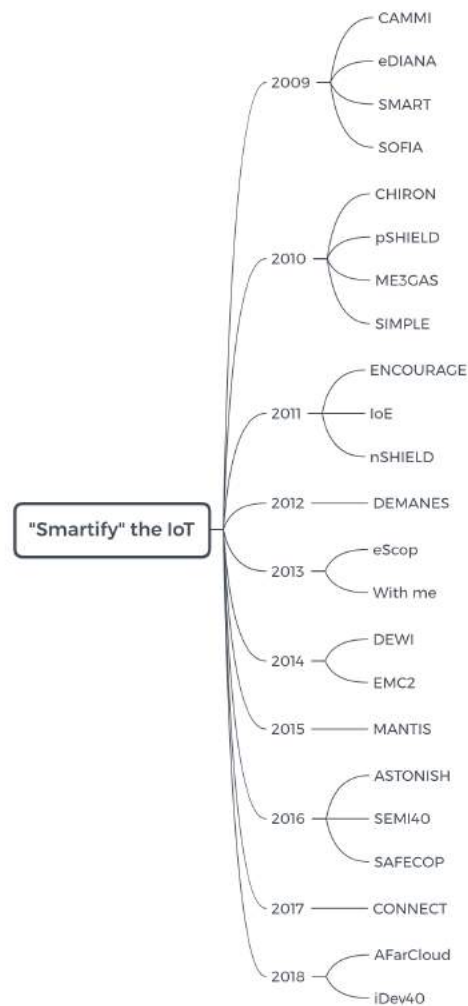 "Smartify" the IoT
2009
CAMMI
eDIANA
SMART
SOFIA
2010
CHIRON
pSHIELD
ME3GAS
SIMPLE
2011
ENCOURAGE
IoE
nSHIELD
2012
DEMANES
2013
eScop
With me
2014
DEWI
EMC2
2015
MANTIS
2016
ASTONISH
SEMI40
SAFECOP
2017
CONNECT
2018
AFarCloud
iDev40